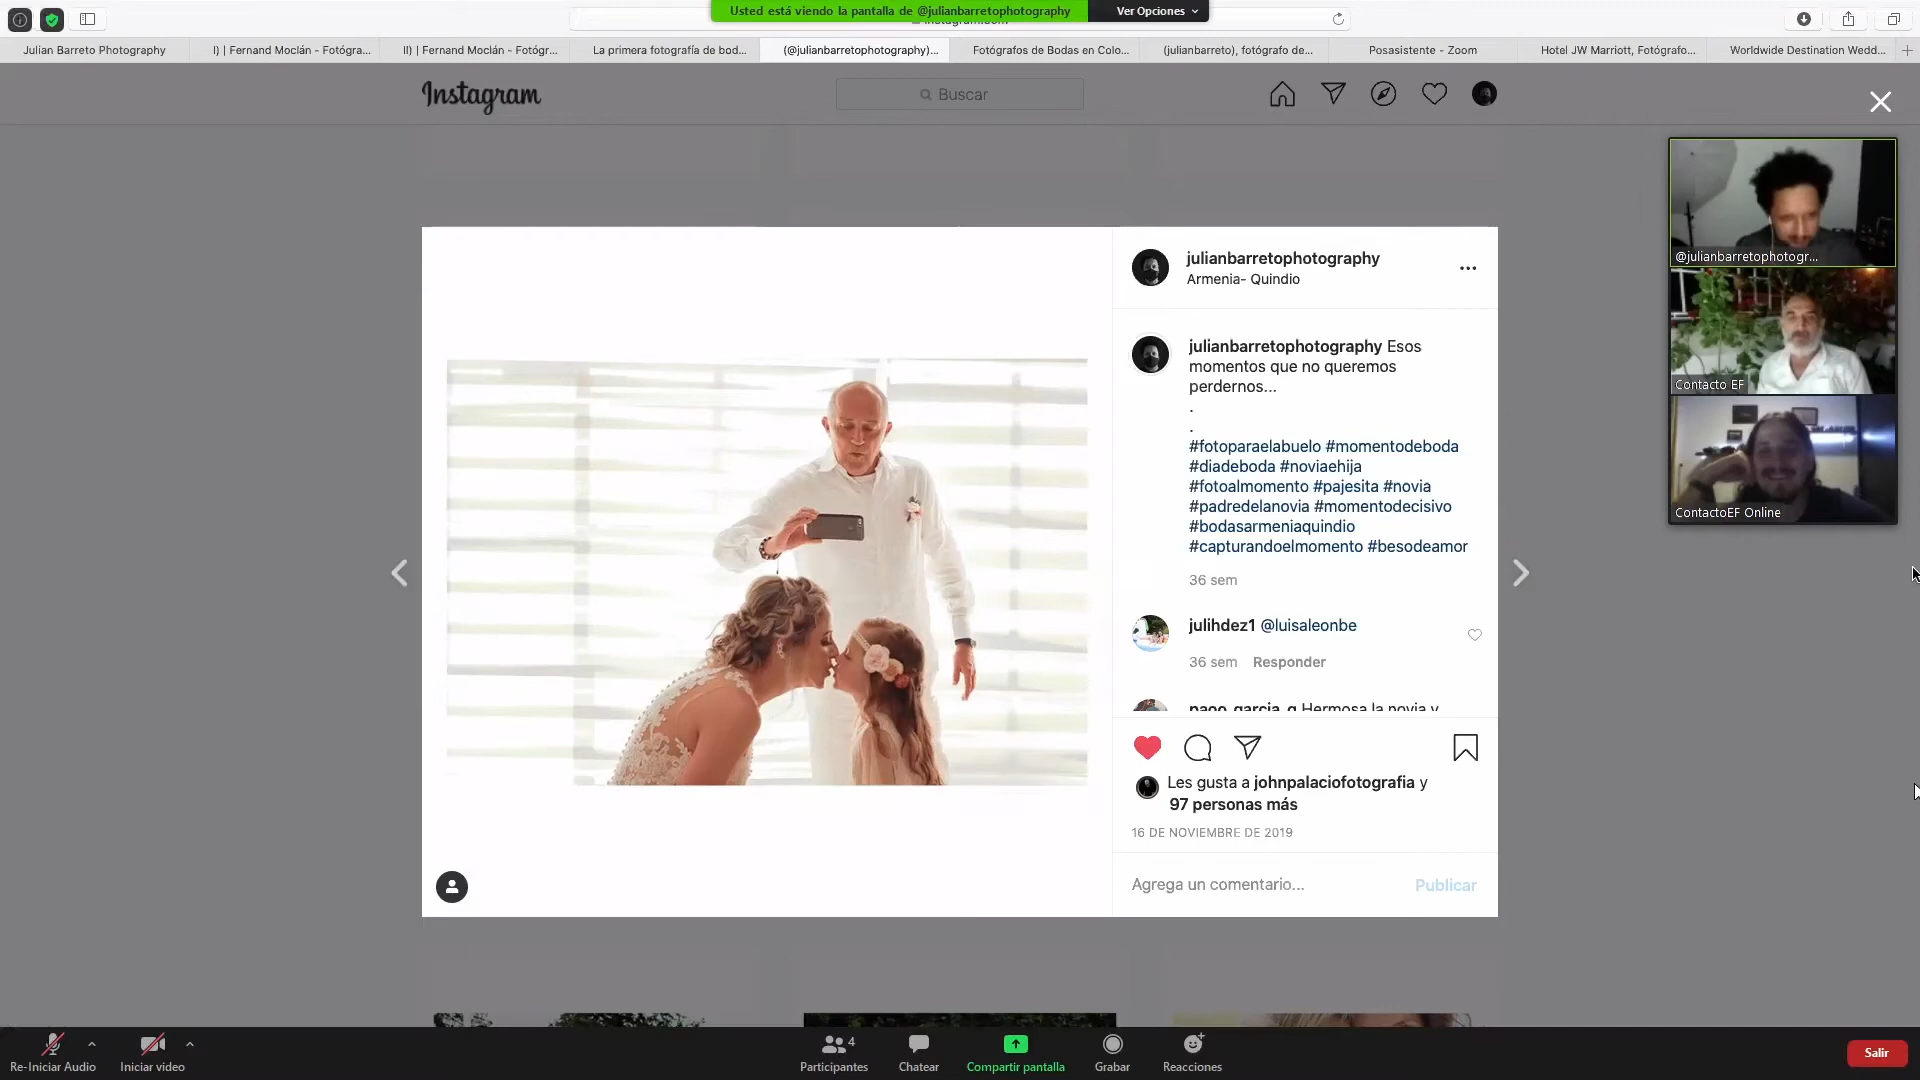 Usted está viendo la pantalla de @julianbarretophotography
Ver Opciones
Julian Barreto Photography
I) | Fernand Moclán - Fotógra...
II) | Fernand Moclán - Fotógr...
La primera fotografía de bod...
(@julianbarretophotography)...
Fotógrafos de Bodas en Colo...
(julianbarreto), fotógrafo de...
Posasistente - Zoom
Hotel JW Marriott, Fotógrafo...
Worldwide Destination Wedd...
Instagram
Buscar
@julianbarretophotogr...
Contacto EF
ContactoEF Online
julianbarretophotography
Armenia- Quindio
julianbarretophotography Esos
momentos que no queremos
perdernos...
.
.
#fotoparaelabuelo #momentodeboda
#diadeboda #noviaehija
#fotoalmomento #pajesita #novia
#padredelanovia #momentodecisivo
#bodasarmeniaquindio
#capturandoelmomento #besodeamor
36 sem
julihdez1 @luisaleonbe
36 sem Responder
paoo_garcia_g Hermosa la novia y
Les gusta a johnpalaciofotografia y
97 personas más
16 DE NOVIEMBRE DE 2019
Agrega un comentario...
Publicar
Re-Iniciar Audio
Iniciar video
4
Participantes
Chatear
Compartir pantalla
Grabar
Reacciones
Salir